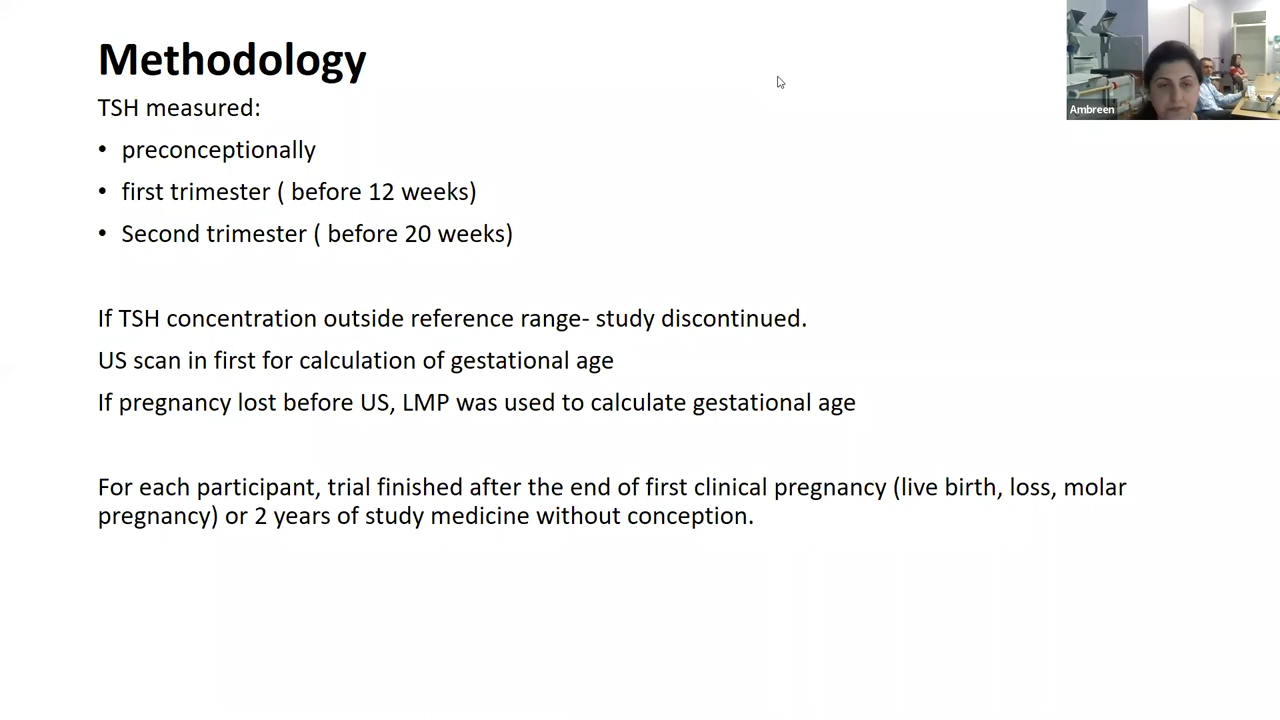 Methodology
TSH measured:
• preconceptionally
• first trimester ( before 12 weeks)
• Second trimester ( before 20 weeks)
If TSH concentration outside reference range- study discontinued.
US scan in first for calculation of gestational age
If pregnancy lost before US, LMP was used to calculate gestational age
For each participant, trial finished after the end of first clinical pregnancy (live birth, loss, molar
pregnancy) or 2 years of study medicine without conception.
Ambreen